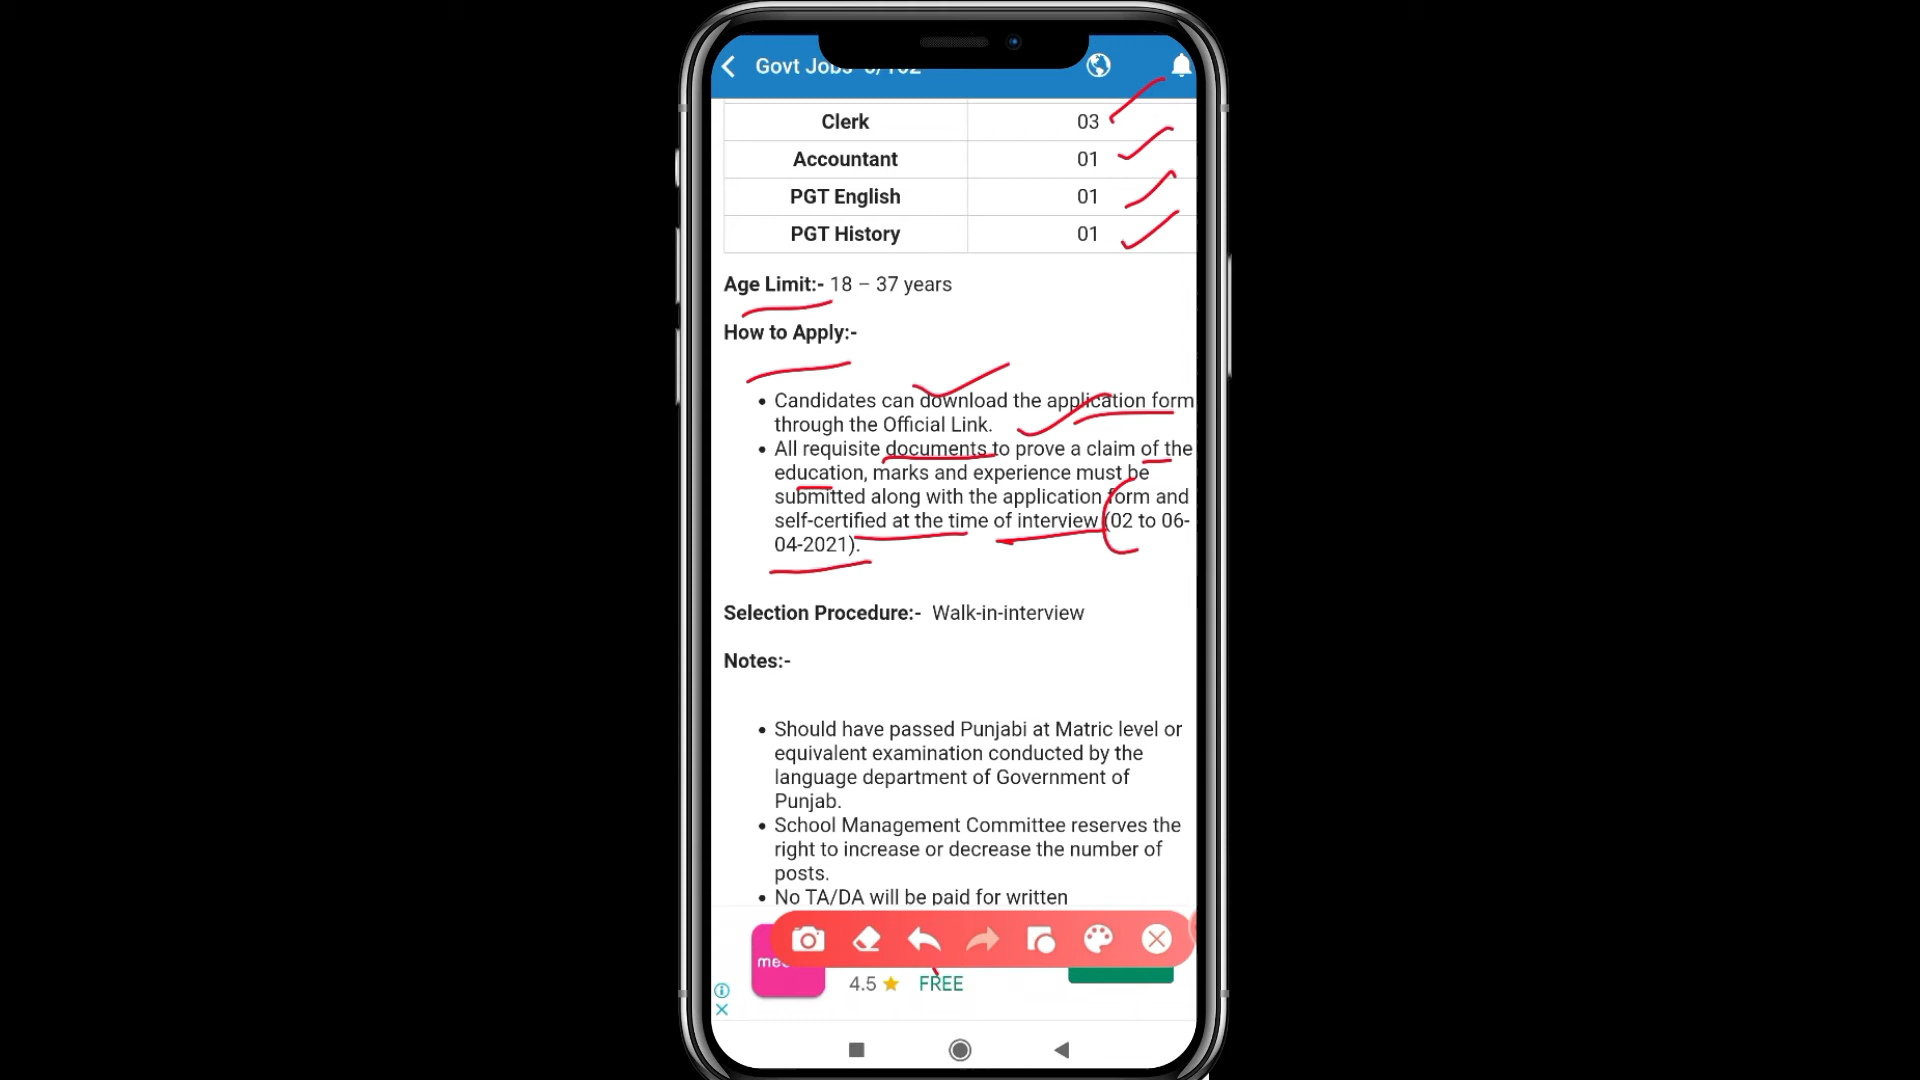 Govt Jobs
Clerk 03
Accountant 01
PGT English 01
PGT History 01
Age Limit:- 18 – 37 years
How to Apply:-
• Candidates can download the application form
through the Official Link.
• All requisite documents to prove a claim of the
education, marks and experience must be
submitted along with the application form and
self-certified at the time of interview (02 to 06-
04-2021).
Selection Procedure:- Walk-in-interview
Notes:-
• Should have passed Punjabi at Matric level or
equivalent examination conducted by the
language department of Government of
Punjab.
• School Management Committee reserves the
right to increase or decrease the number of
posts.
• No TA/DA will be paid for written
4.5 ★ FREE